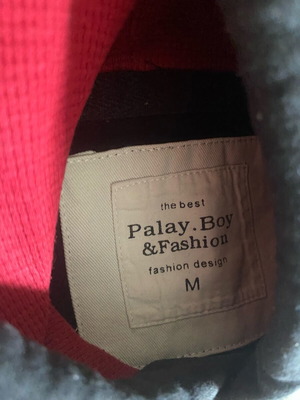 the best
Palay.Boy
&Fashion
fashion design
M